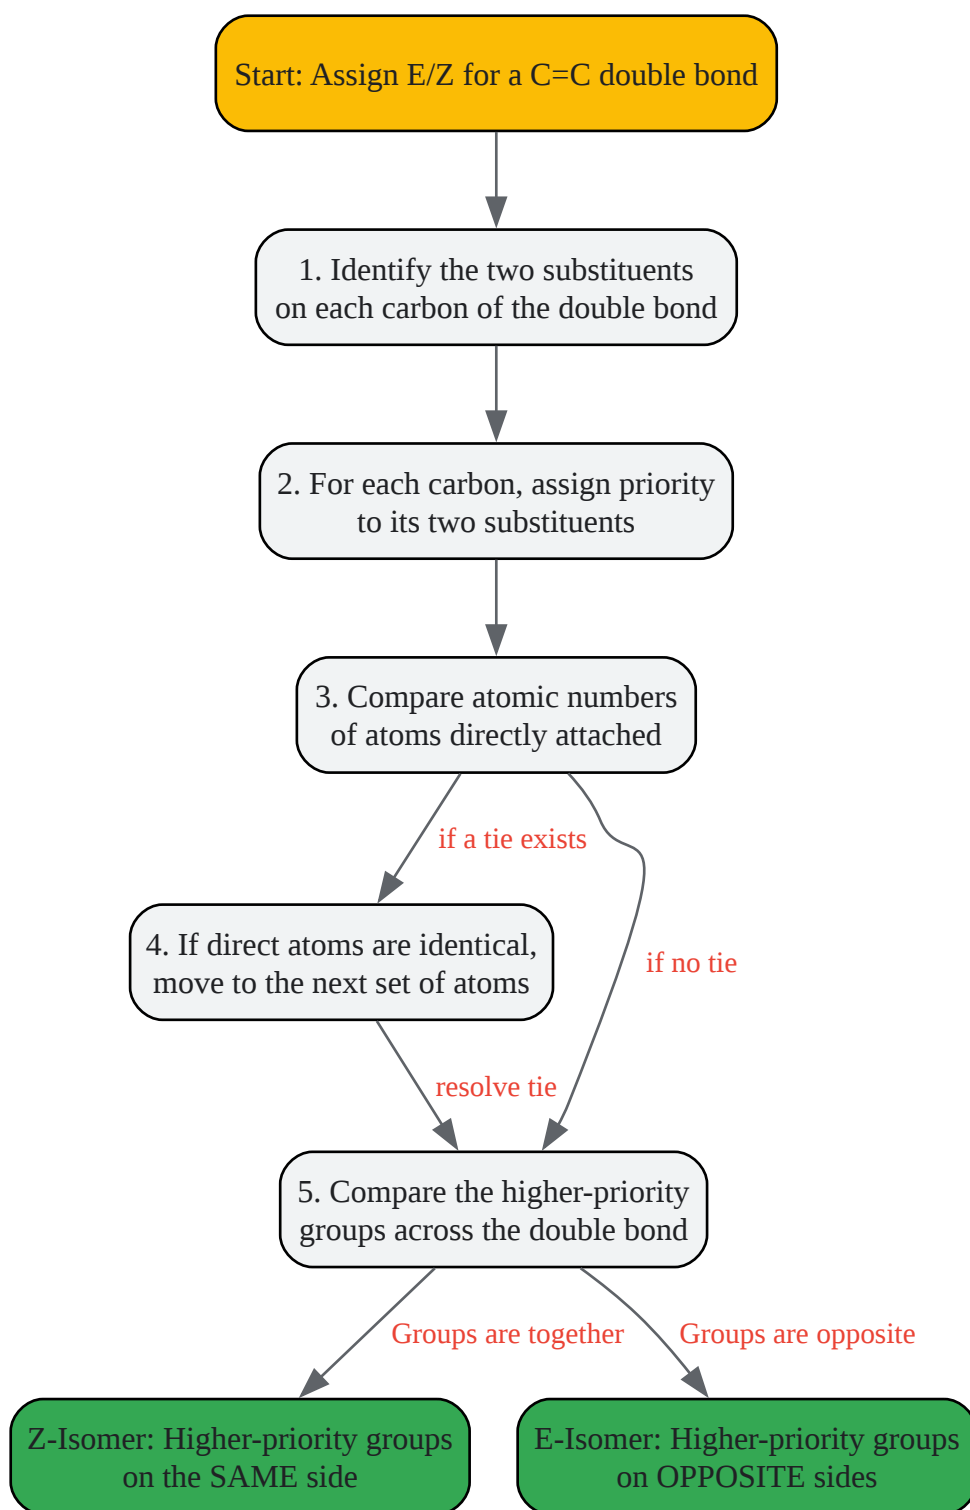 Start: Assign E/Z for a C=C double bond
1. Identify the two substituents
on each carbon of the double bond
2. For each carbon, assign priority
to its two substituents
3. Compare atomic numbers
of atoms directly attached
if a tie exists
4. If direct atoms are identical,
move to the next set of atoms
if no tie
resolve tie
5. Compare the higher-priority
groups across the double bond
Groups are together
Groups are opposite
Z-Isomer: Higher-priority groups
on the SAME side
E-Isomer: Higher-priority groups
on OPPOSITE sides